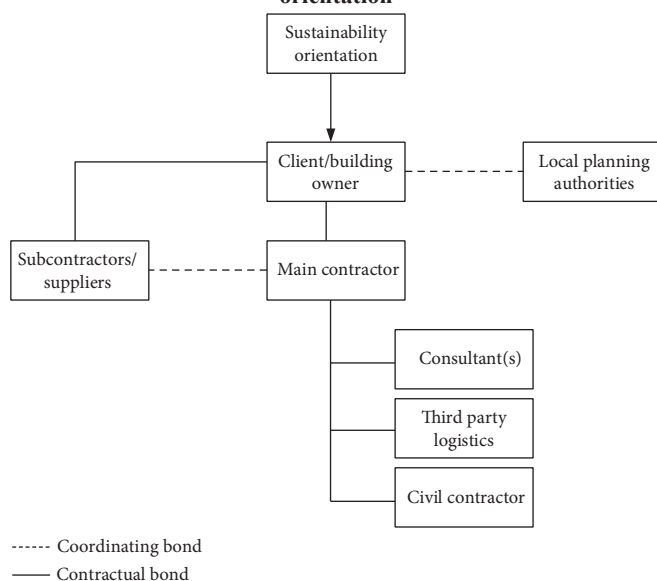 orientation
Sustainability
orientation
Client/building
owner
Local planning
authorities
Subcontractors/
suppliers
Main contractor
Consultant(s)
Third party
logistics
Civil contractor
Coordinating bond
Contractual bond